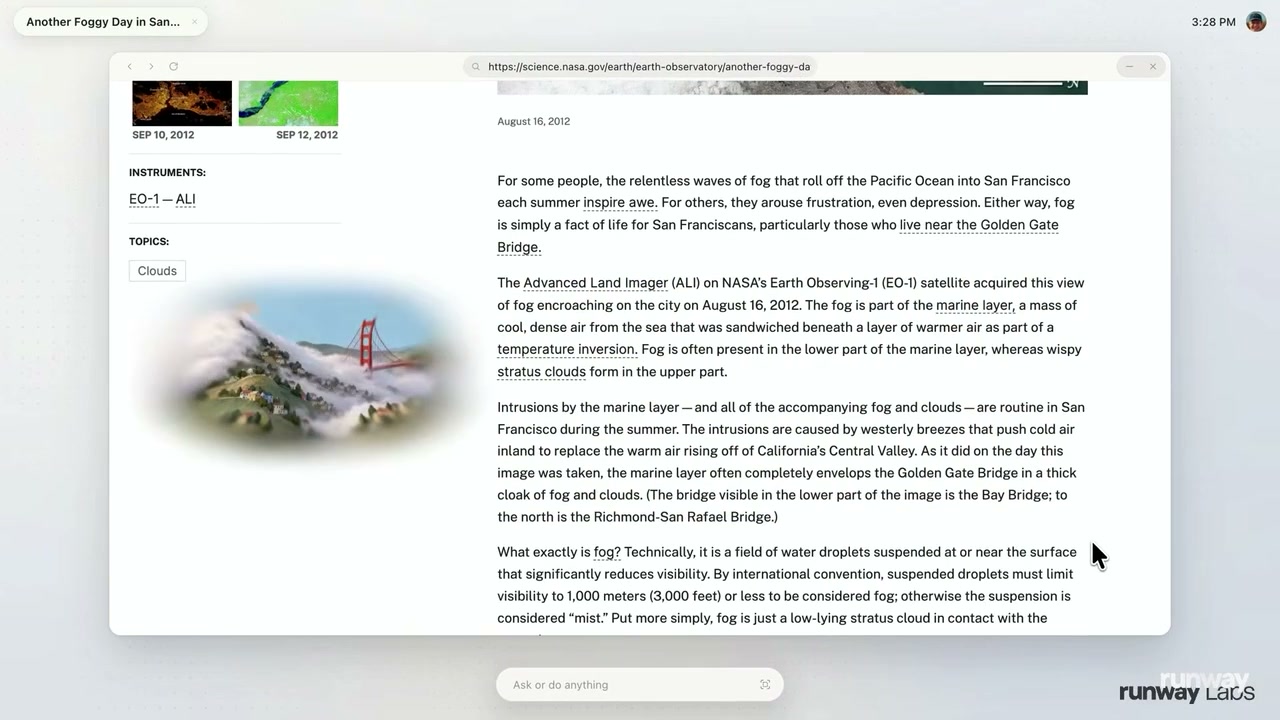 Another Foggy Day in San...
3:28 PM
https://science.nasa.gov/earth/earth-observatory/another-foggy-da
SEP 10, 2012
SEP 12, 2012
INSTRUMENTS:
EO-1 — ALI
TOPICS:
Clouds
August 16, 2012
For some people, the relentless waves of fog that roll off the Pacific Ocean into San Francisco
each summer inspire awe. For others, they arouse frustration, even depression. Either way, fog
is simply a fact of life for San Franciscans, particularly those who live near the Golden Gate
Bridge.
The Advanced Land Imager (ALI) on NASA’s Earth Observing-1 (EO-1) satellite acquired this view
of fog encroaching on the city on August 16, 2012. The fog is part of the marine layer, a mass of
cool, dense air from the sea that was sandwiched beneath a layer of warmer air as part of a
temperature inversion. Fog is often present in the lower part of the marine layer, whereas wispy
stratus clouds form in the upper part.
Intrusions by the marine layer—and all of the accompanying fog and clouds—are routine in San
Francisco during the summer. The intrusions are caused by westerly breezes that push cold air
inland to replace the warm air rising off of California’s Central Valley. As it did on the day this
image was taken, the marine layer often completely envelops the Golden Gate Bridge in a thick
cloak of fog and clouds. (The bridge visible in the lower part of the image is the Bay Bridge; to
the north is the Richmond-San Rafael Bridge.)
What exactly is fog? Technically, it is a field of water droplets suspended at or near the surface
that significantly reduces visibility. By international convention, suspended droplets must limit
visibility to 1,000 meters (3,000 feet) or less to be considered fog; otherwise the suspension is
considered “mist.” Put more simply, fog is just a low-lying stratus cloud in contact with the
Ask or do anything
runway
runway Labs